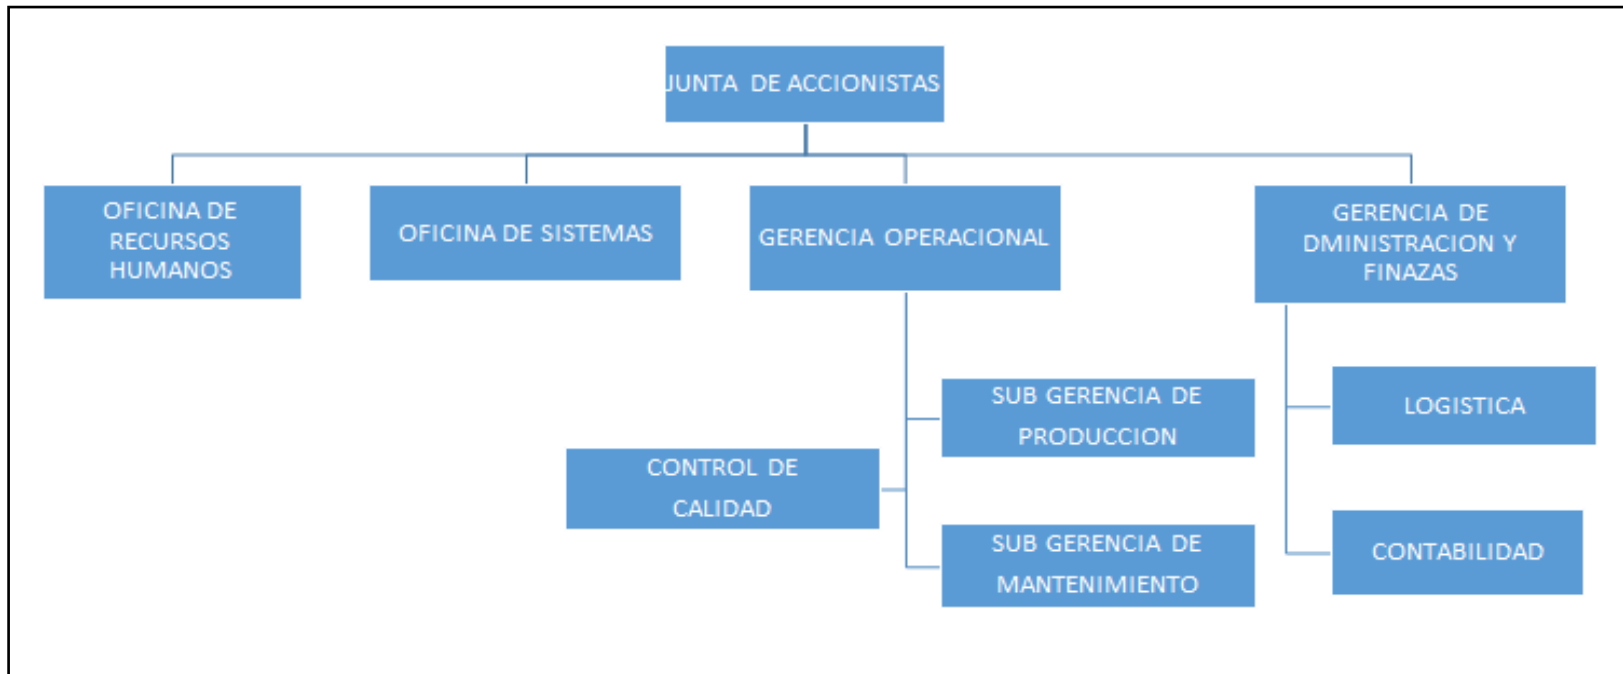 JUNTA DE ACCIONISTAS
OFICINA DE
RECURSOS
HUMANOS
OFICINA DE SISTEMAS
GERENCIA OPERACIONAL
GERENCIA DE
DMINISTRACION Y
FINAZAS
SUB GERENCIA DE
PRODUCCION
LOGISTICA
CONTROL DE
CALIDAD
SUB GERENCIA DE
MANTENIMIENTO
CONTABILIDAD